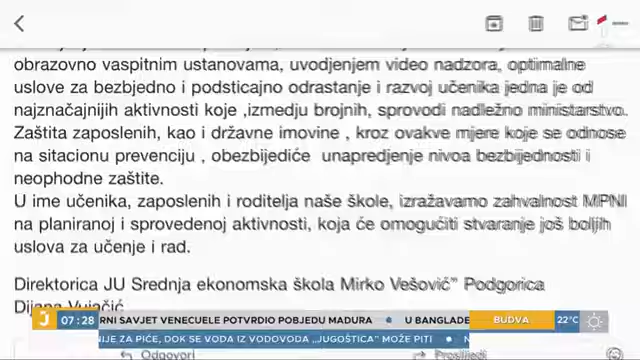 obrazovno vaspitnim ustanovama, uvodjenjem video nadzora, optimalne
uslove za bezbjedno i podsticajno odrastanje i razvoj učenika jedna je od
najznačajnijih aktivnosti koje ,izmedju brojnih, sprovodi nadležno ministarstvo.
Zaštita zaposlenih, kao i državne imovine , kroz ovakve mjere koje se odnose
na sitacionu prevenciju , obezbijediće unapredjenje nivoa bezbijednosti i
neophodne zaštite.
U ime učenika, zaposlenih i roditelja naše škole, izražavamo zahvalnost MPNI
na planiranoj i sprovedenoj aktivnosti, koja će omogućiti stvaranje još boljih
uslova za učenje i rad.
Direktorica JU Srednja ekonomska škola Mirko Vešović” Podgorica
Dijana Vujačić
07:28 RNI SAVJET VENECUELE POTVRDIO POBJEDU MADURA U BANGLADE BUDVA 22°C
NIJE ZA PIĆE, DOK SE VODA IZ VODOVODA „JUGOŠTICA” MOŽE PITI N
Odgovori Proslijedi